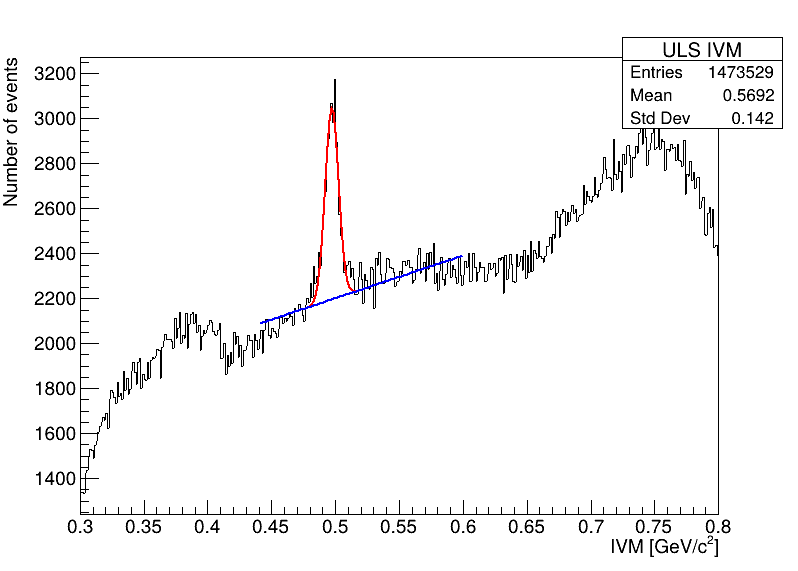 ULS IVM
Entries 1473529
Mean 0.5692
Std Dev 0.142
Number of events
3200
3000
2800
2600
2400
2200
2000
1800
1600
1400
0.3 0.35 0.4 0.45 0.5 0.55 0.6 0.65 0.7 0.75 0.8
IVM [GeV/c²]